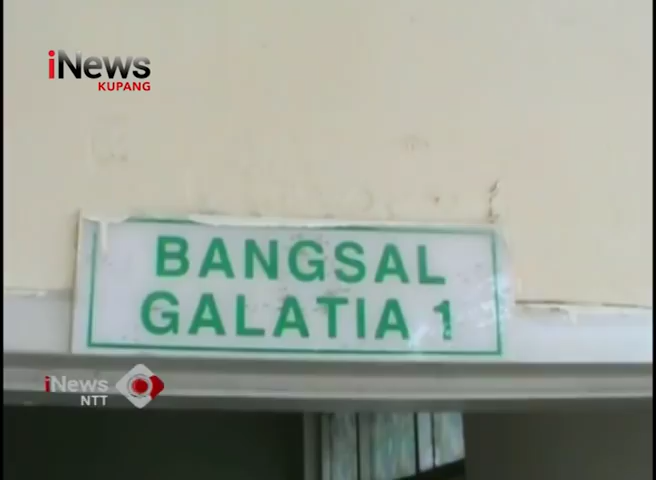 iNews
KUPANG
BANGSAL
GALATIA 1
iNews
NTT